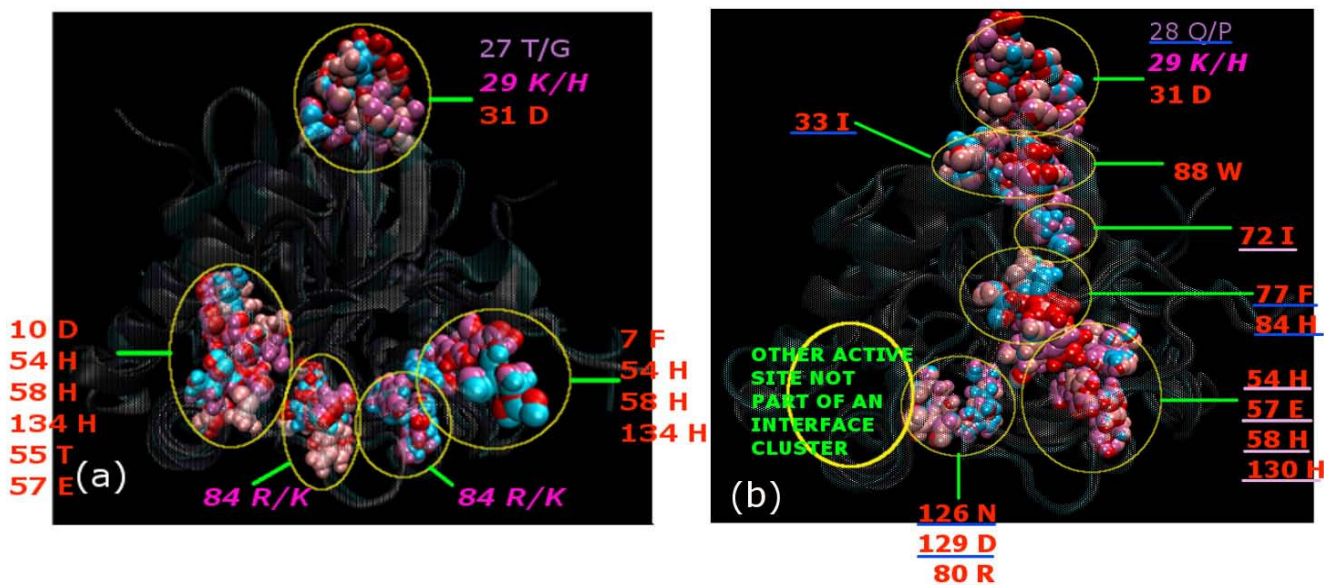 27 T/G
29 K/H
31 D
10 D
54 H
58 H
134 H
55 T
57 E
(a)
84 R/K
84 R/K
7 F
54 H
58 H
134 H
28 Q/P
29 K/H
31 D
33 I
88 W
72 I
77 F
84 H
OTHER ACTIVE
SITE NOT
PART OF AN
INTERFACE
CLUSTER
54 H
57 E
58 H
130 H
(b)
126 N
129 D
80 R